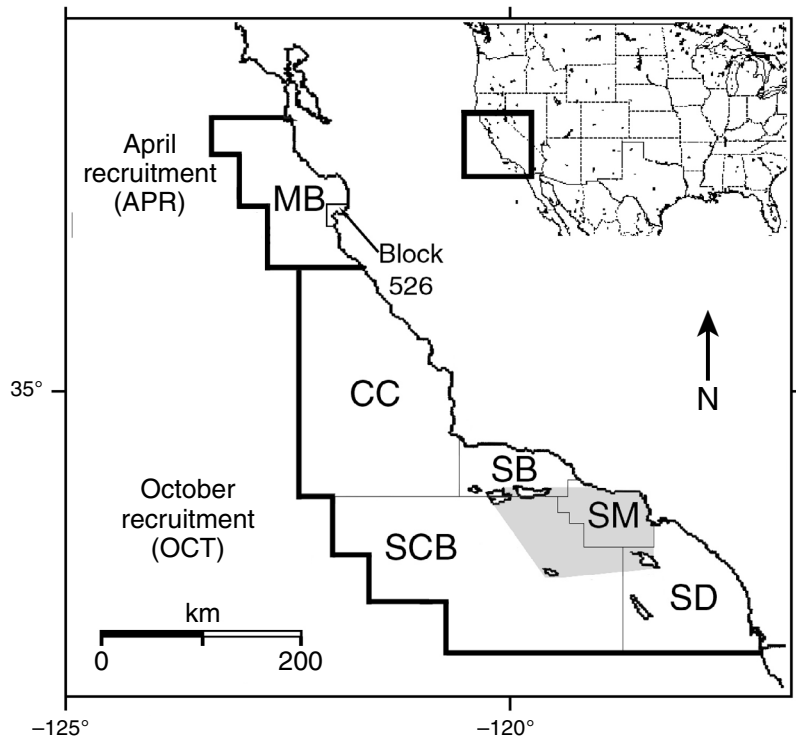 April
recruitment
(APR)
MB
Block
526
35°
CC
N
SB
October
recruitment
(OCT)
SM
SCB
SD
km
0 200
–125° –120°